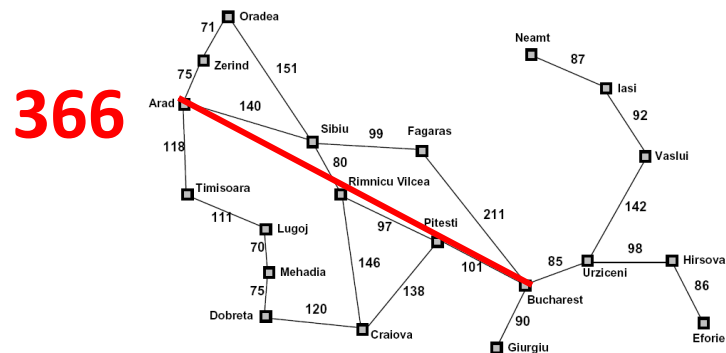 71
Oradea
Neamt
87
Zerind
75
151
366
Iasi
Arad
140
92
Sibiu
99
Fagaras
118
80
Vaslui
Rimnicu Vilcea
Timisoara
111
97
Pitesti
211
142
Lugoj
70
98
Hirsova
146
101
85
Mehadia
Urziceni
75
138
86
120
Bucharest
Dobreta
90
Craiova
Eforie
Giurgiu